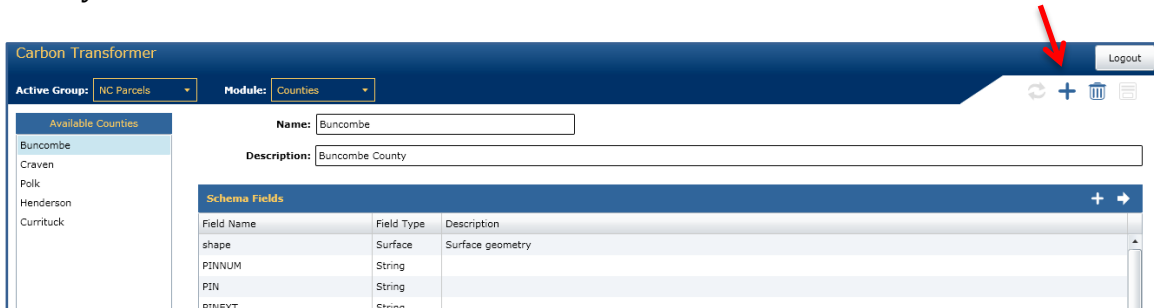 Carbon Transformer
Logout
Active Group: NC Parcels Module: Counties
Available Counties
Buncombe
Craven
Polk
Henderson
Currituck
Name: Buncombe
Description: Buncombe County
Schema Fields
Field Name Field Type Description
shape Surface Surface geometry
PINNUM String
PIN String
PINEXT String